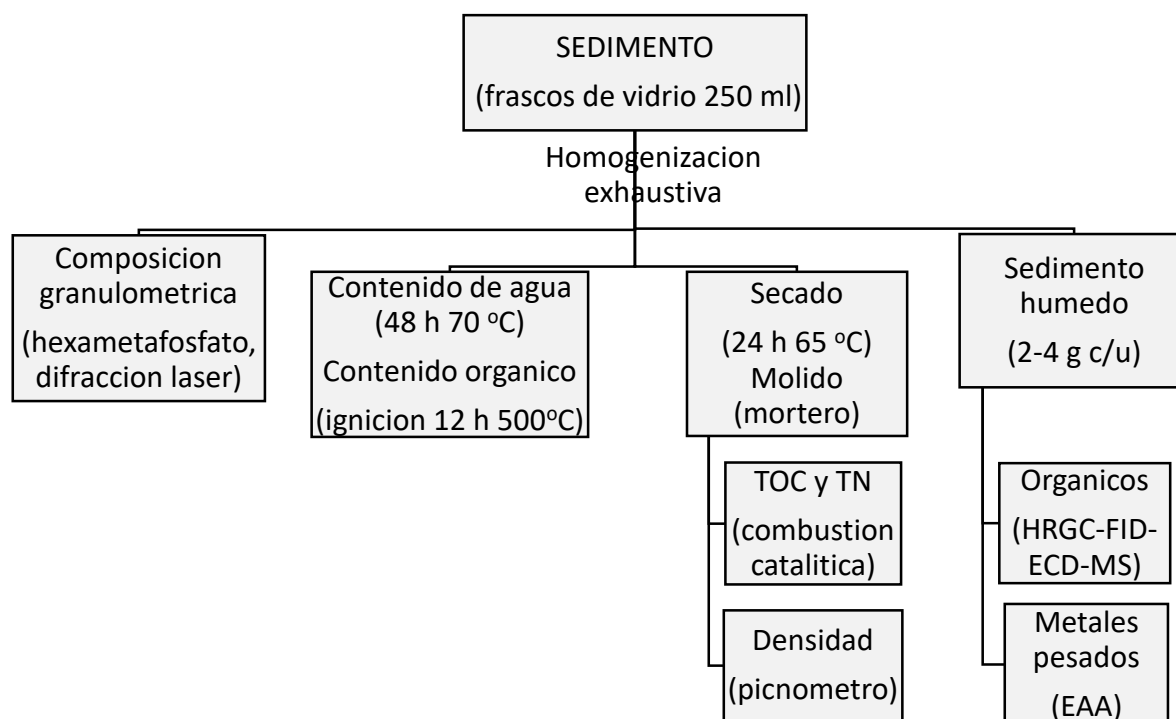 SEDIMENTO
(frascos de vidrio 250 ml)
Homogenizacion
exhaustiva
Composicion
granulometrica
(hexametafosfato,
difraccion laser)
Contenido de agua
(48 h 70 ºC)
Contenido organico
(ignicion 12 h 500ºC)
Secado
(24 h 65 ºC)
Molido
(mortero)
TOC y TN
(combustion
catalitica)
Densidad
(picnometro)
Sedimento
humedo
(2-4 g c/u)
Organicos
(HRGC-FID-
ECD-MS)
Metales
pesados
(EAA)